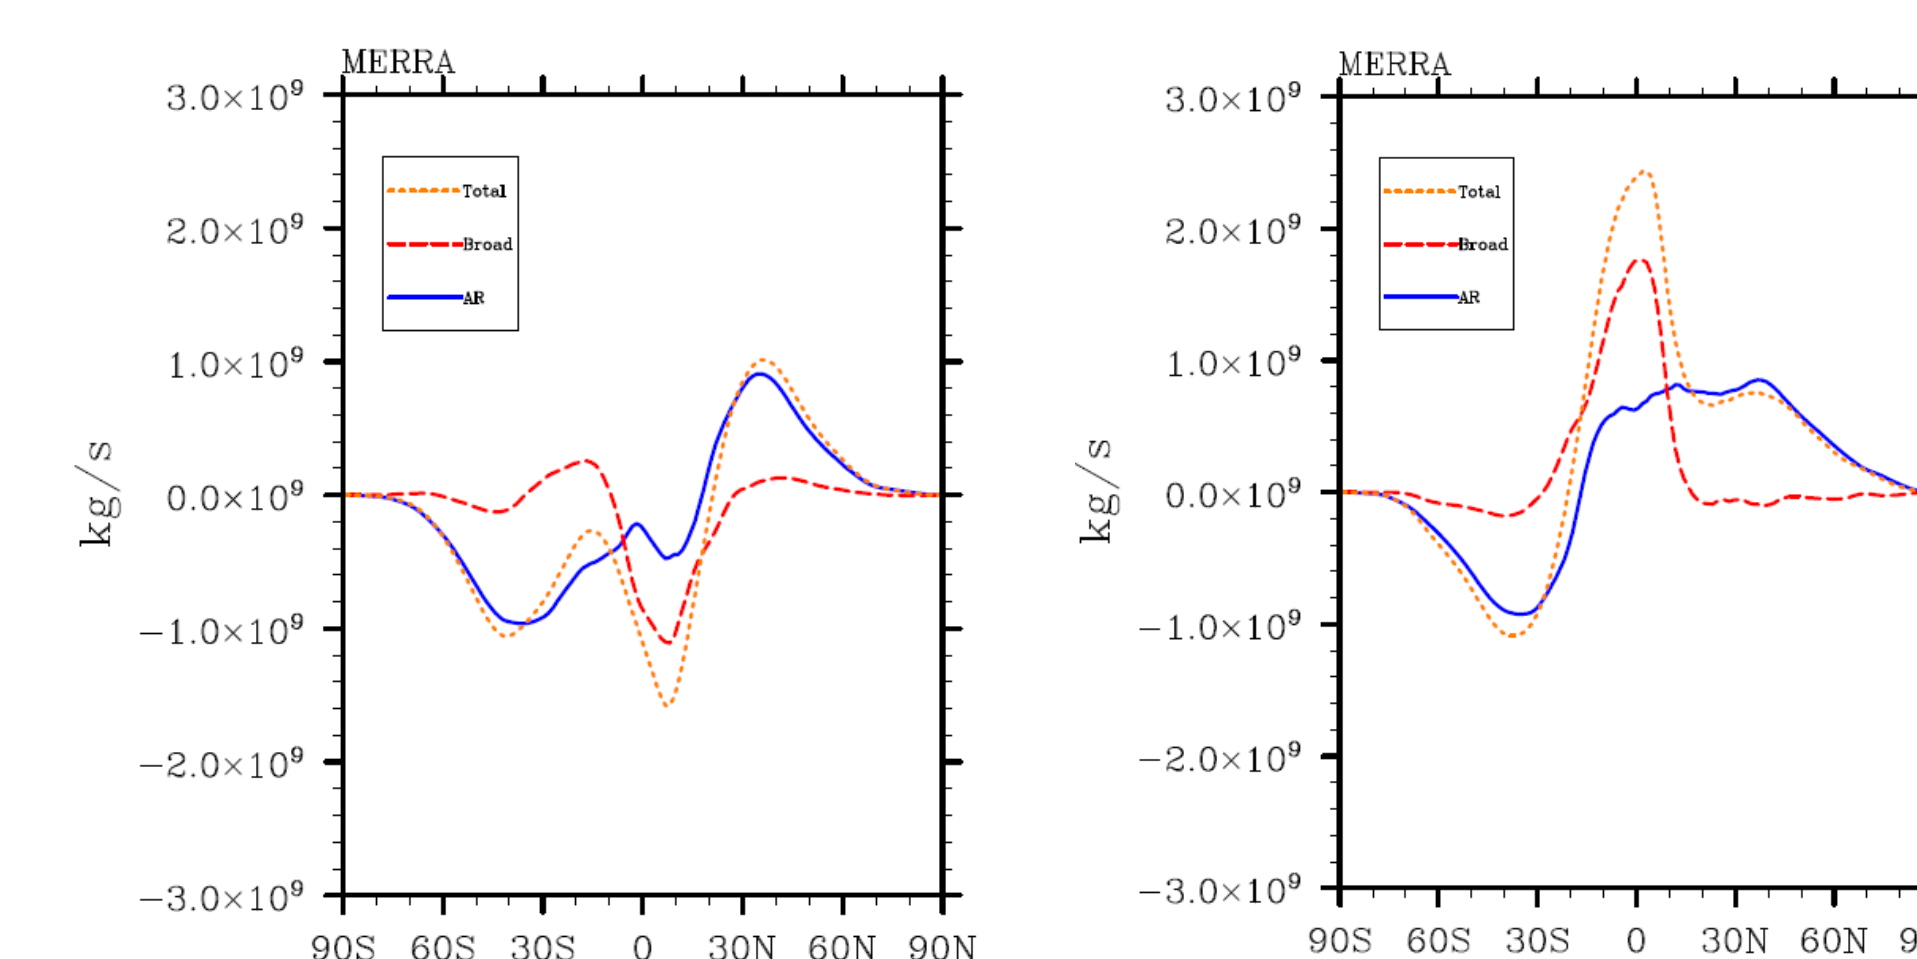 MERRA
3.0×10⁹
2.0×10⁹
1.0×10⁹
0.0×10⁹
−1.0×10⁹
−2.0×10⁹
−3.0×10⁹
kg/s
Total
Broad
AR
90S 60S 30S 0 30N 60N 90N
MERRA
3.0×10⁹
2.0×10⁹
1.0×10⁹
0.0×10⁹
−1.0×10⁹
−2.0×10⁹
−3.0×10⁹
kg/s
Total
Broad
AR
90S 60S 30S 0 30N 60N 9